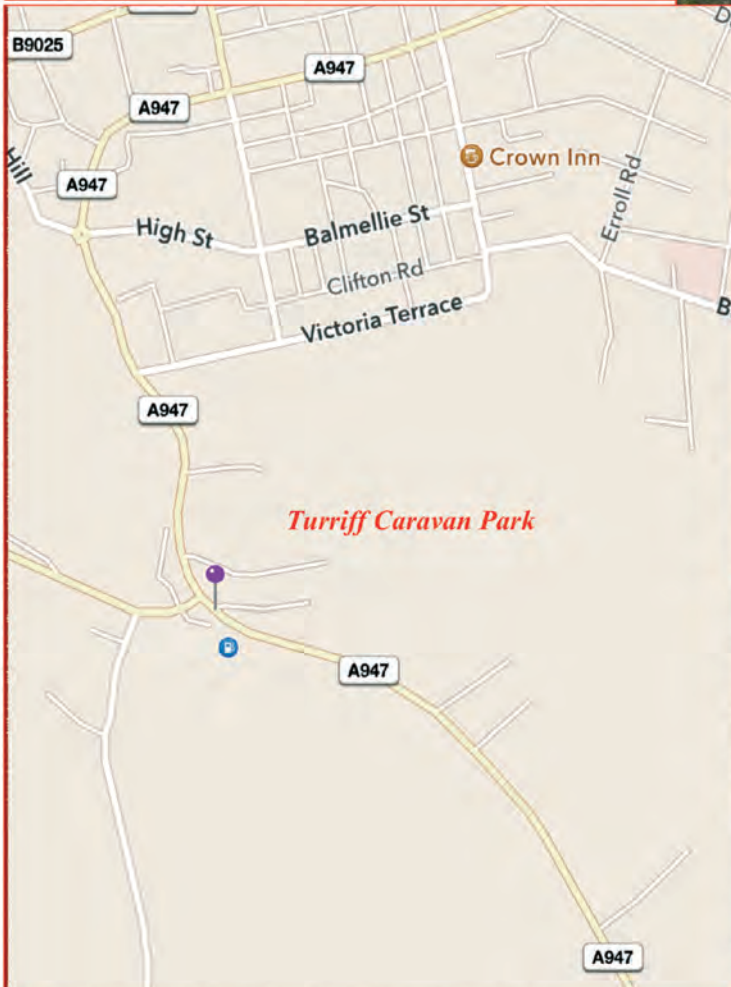 B9025
A947
A947
Crown Inn
Hill
A947
Erroll Rd
High St
Balmellie St
Clifton Rd
Victoria Terrace
A947
Turriff Caravan Park
A947
A947